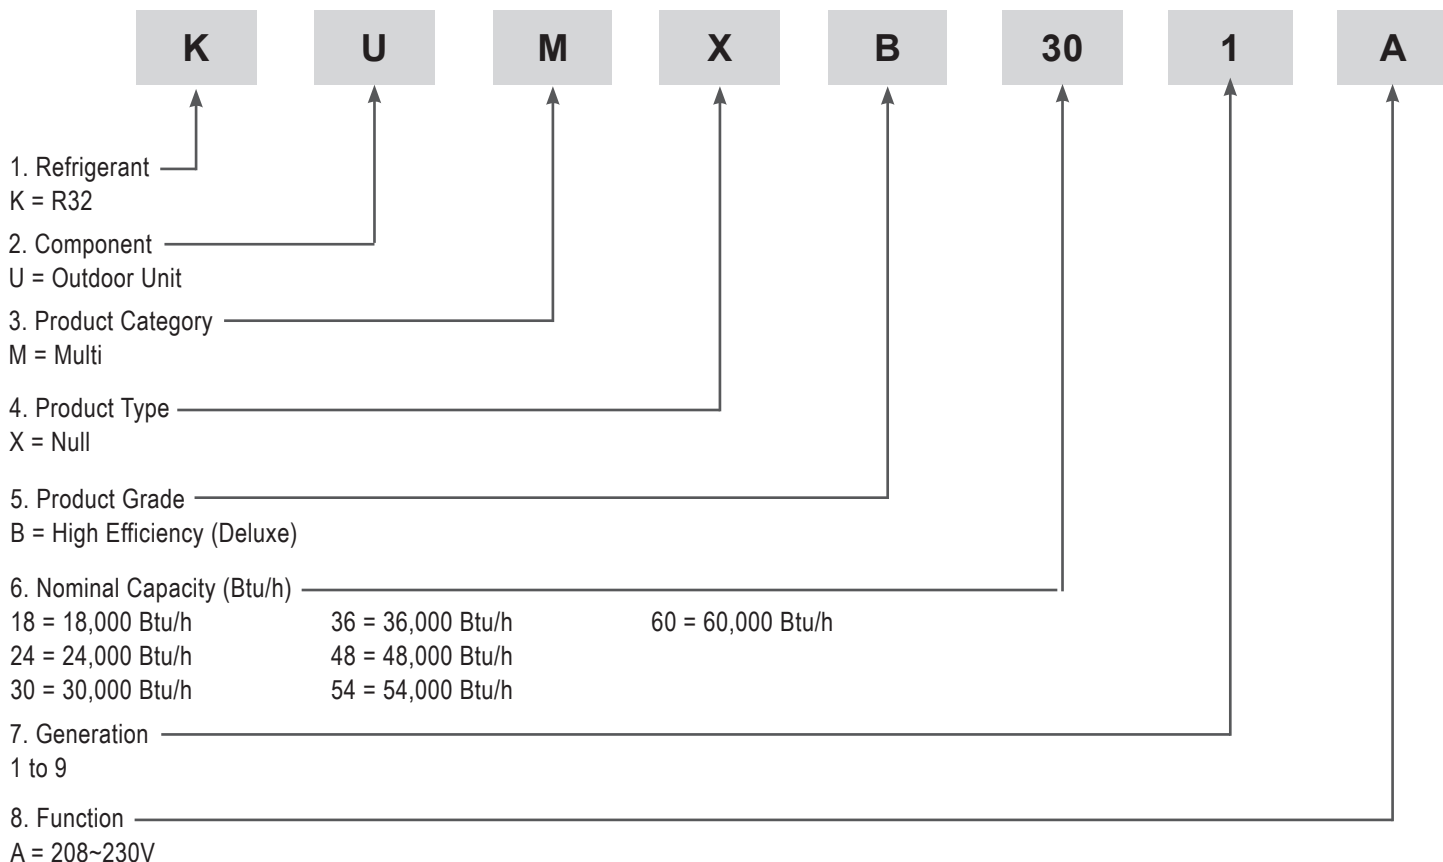 K U M X B 30 1 A
1. Refrigerant
K = R32
2. Component
U = Outdoor Unit
3. Product Category
M = Multi
4. Product Type
X = Null
5. Product Grade
B = High Efficiency (Deluxe)
6. Nominal Capacity (Btu/h)
18 = 18,000 Btu/h 36 = 36,000 Btu/h 60 = 60,000 Btu/h
24 = 24,000 Btu/h 48 = 48,000 Btu/h
30 = 30,000 Btu/h 54 = 54,000 Btu/h
7. Generation
1 to 9
8. Function
A = 208~230V